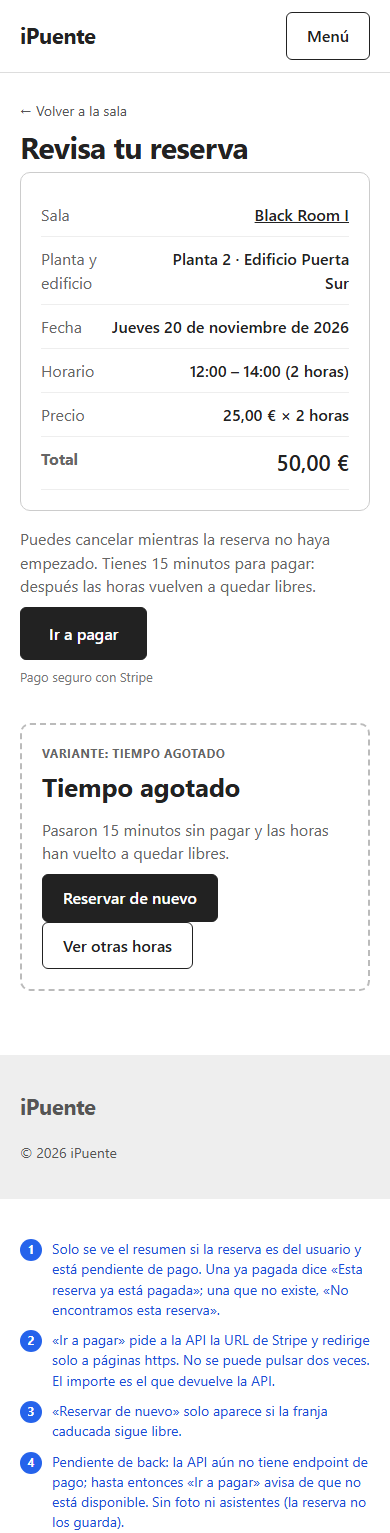 iPuente
Menú
← Volver a la sala
Revisa tu reserva
Sala
Black Room I
Planta y
edificio
Planta 2 · Edificio Puerta
Sur
Fecha
Jueves 20 de noviembre de 2026
Horario
12:00 – 14:00 (2 horas)
Precio
25,00 € × 2 horas
Total
50,00 €
Puedes cancelar mientras la reserva no haya
empezado. Tienes 15 minutos para pagar:
después las horas vuelven a quedar libres.
Ir a pagar
Pago seguro con Stripe
VARIANTE: TIEMPO AGOTADO
Tiempo agotado
Pasaron 15 minutos sin pagar y las horas
han vuelto a quedar libres.
Reservar de nuevo
Ver otras horas
iPuente
© 2026 iPuente
1 Solo se ve el resumen si la reserva es del usuario y
está pendiente de pago. Una ya pagada dice «Esta
reserva ya está pagada»; una que no existe, «No
encontramos esta reserva».
2 «Ir a pagar» pide a la API la URL de Stripe y redirige
solo a páginas https. No se puede pulsar dos veces.
El importe es el que devuelve la API.
3 «Reservar de nuevo» solo aparece si la franja
caducada sigue libre.
4 Pendiente de back: la API aún no tiene endpoint de
pago; hasta entonces «Ir a pagar» avisa de que no
está disponible. Sin foto ni asistentes (la reserva no
los guarda).